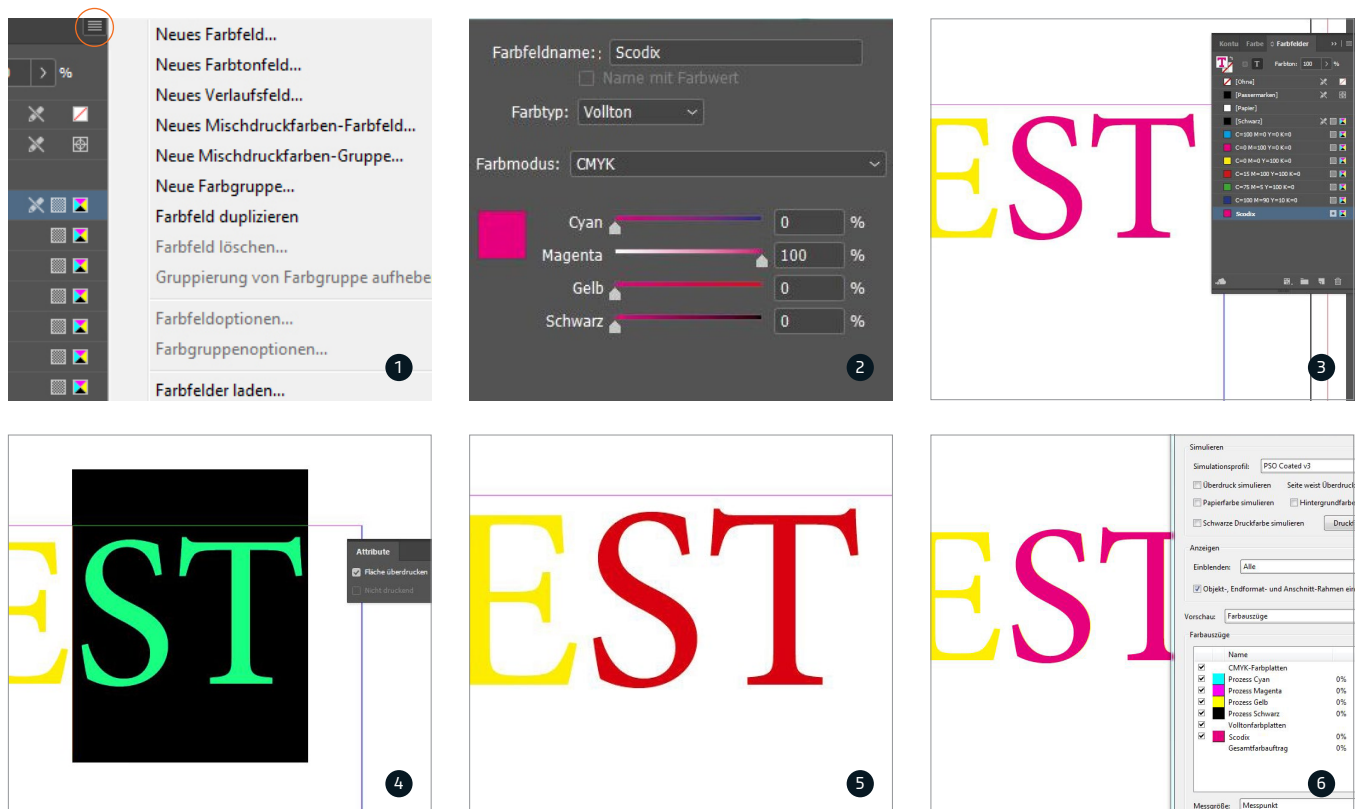 %
Neues Farbfeld...
Neues Farbtonfeld...
Neues Verlaufsfeld...
Neues Mischdruckfarben-Farbfeld...
Neue Mischdruckfarben-Gruppe...
Neue Farbgruppe...
Farbfeld duplizieren
Farbfeld löschen...
Gruppierung von Farbgruppe aufhebe
Farbfeldoptionen...
Farbgruppenoptionen...
Farbfelder laden...
1
Farbfeldname:; Scodix
Name mit Farbwert
Farbtyp: Vollton
Farbmodus: CMYK
Cyan 0 %
Magenta 100 %
Gelb 0 %
Schwarz 0 %
2
EST
Kontu Farbe Farbfelder
T T Farbton: 100 > %
[Ohne]
[Passermarken]
[Papier]
[Schwarz]
C=100 M=0 Y=0 K=0
C=0 M=100 Y=0 K=0
C=0 M=0 Y=100 K=0
C=15 M=100 Y=100 K=0
C=75 M=5 Y=100 K=0
C=100 M=90 Y=10 K=0
Scodix
3
EST
Attribute
Fläche überdrucken
Nicht druckend
4
EST
5
EST
Simulieren
Simulationsprofil: PSO Coated v3
Überdruck simulieren Seite weist Überdruck
Papierfarbe simulieren Hintergrundfarbe
Schwarze Druckfarbe simulieren Druckf
Anzeigen
Einblenden: Alle
Objekt-, Endformat- und Anschnitt-Rahmen ein
Vorschau: Farbauszüge
Farbauszüge
Name
CMYK-Farbplatten
Prozess Cyan 0%
Prozess Magenta 0%
Prozess Gelb 0%
Prozess Schwarz 0%
Volltonfarbplatten
Scodix 0%
Gesamtfarbauftrag 0%
Messgröße: Messpunkt
6